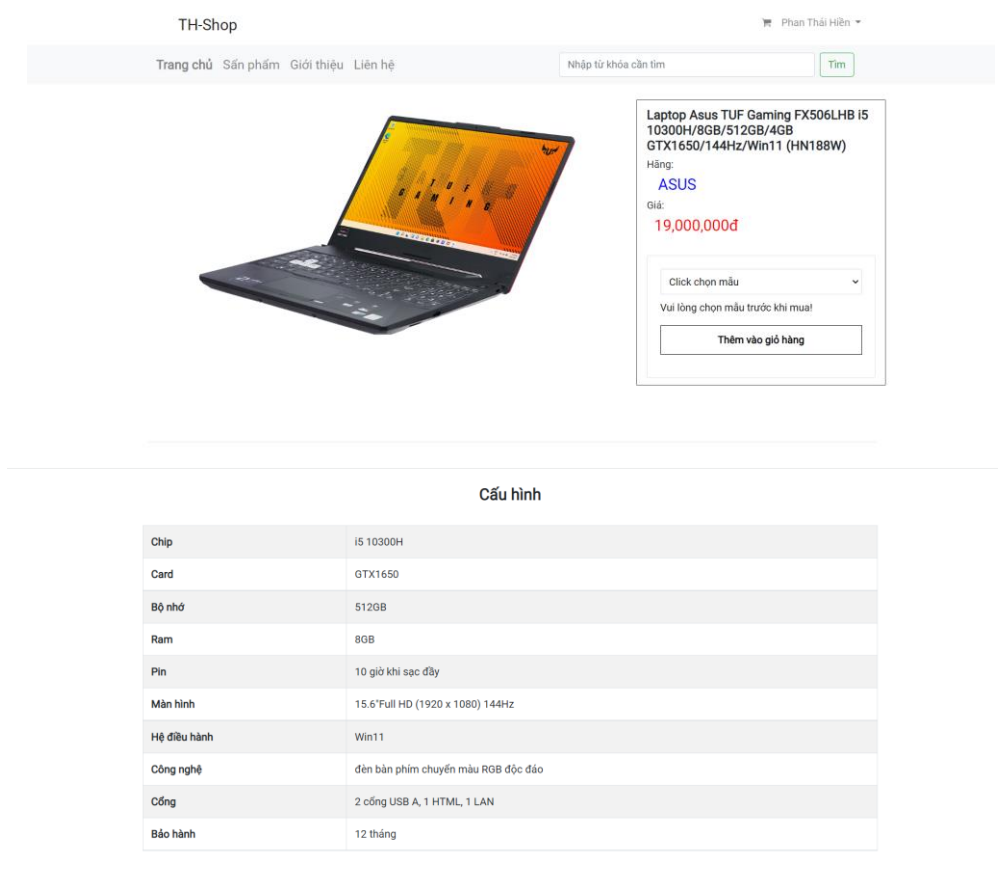 TH-Shop
Phan Thái Hiền
Trang chủ Sấn phẩm Giới thiệu Liên hệ
Nhập từ khóa cần tìm
Tìm
TUF
TUF
GAMING
Laptop Asus TUF Gaming FX506LHB i5
10300H/8GB/512GB/4GB
GTX1650/144Hz/Win11 (HN188W)
Hãng:
ASUS
Giá:
19,000,000đ
Click chọn mẫu
Vui lòng chọn mẫu trước khi mua!
Thêm vào giỏ hàng
Cấu hình
Chip i5 10300H
Card GTX1650
Bộ nhớ 512GB
Ram 8GB
Pin 10 giờ khi sạc đầy
Màn hình 15.6"Full HD (1920 x 1080) 144Hz
Hệ điều hành Win11
Công nghệ đèn bàn phím chuyển màu RGB độc đáo
Cổng 2 cổng USB A, 1 HTML, 1 LAN
Bảo hành 12 tháng